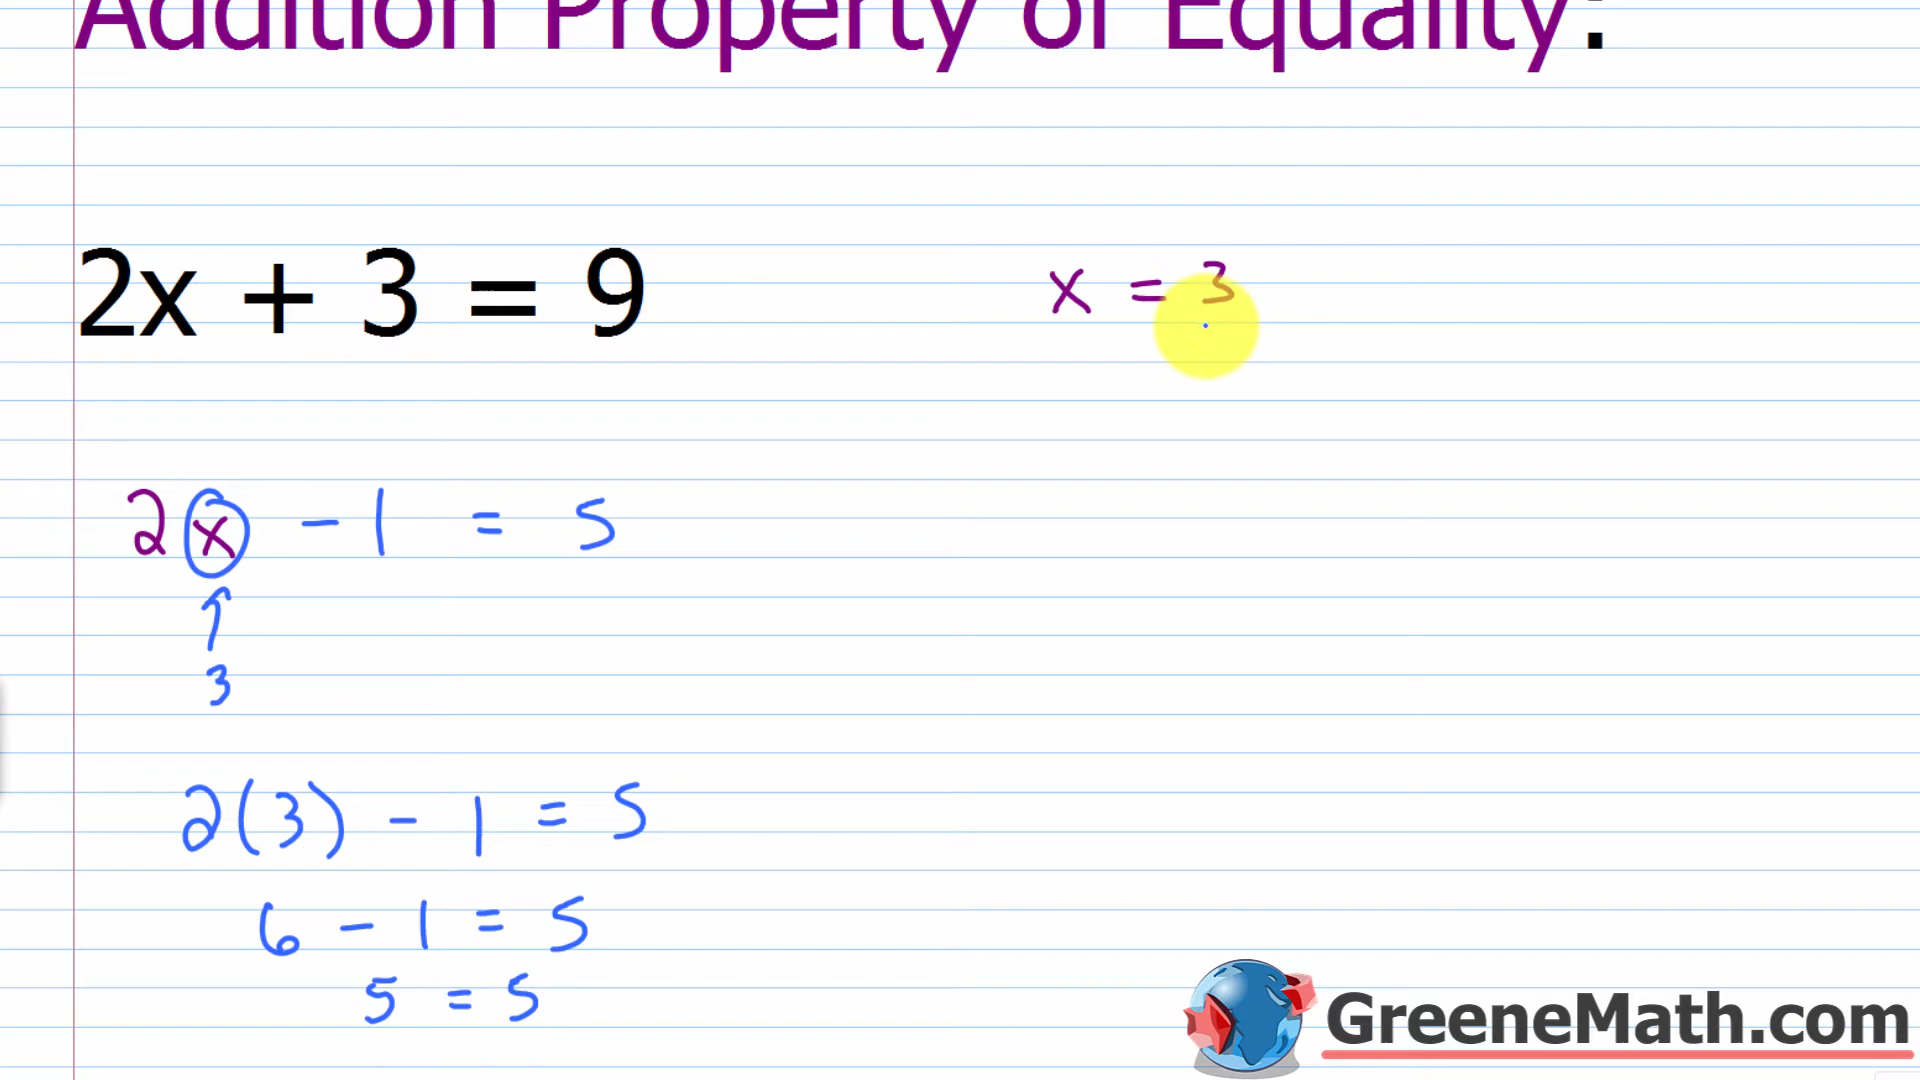 Addition Property of Equality:
2x + 3 = 9
x = 3
2x - 1 = 5
3
2(3) - 1 = 5
6 - 1 = 5
5 = 5
GreeneMath.com